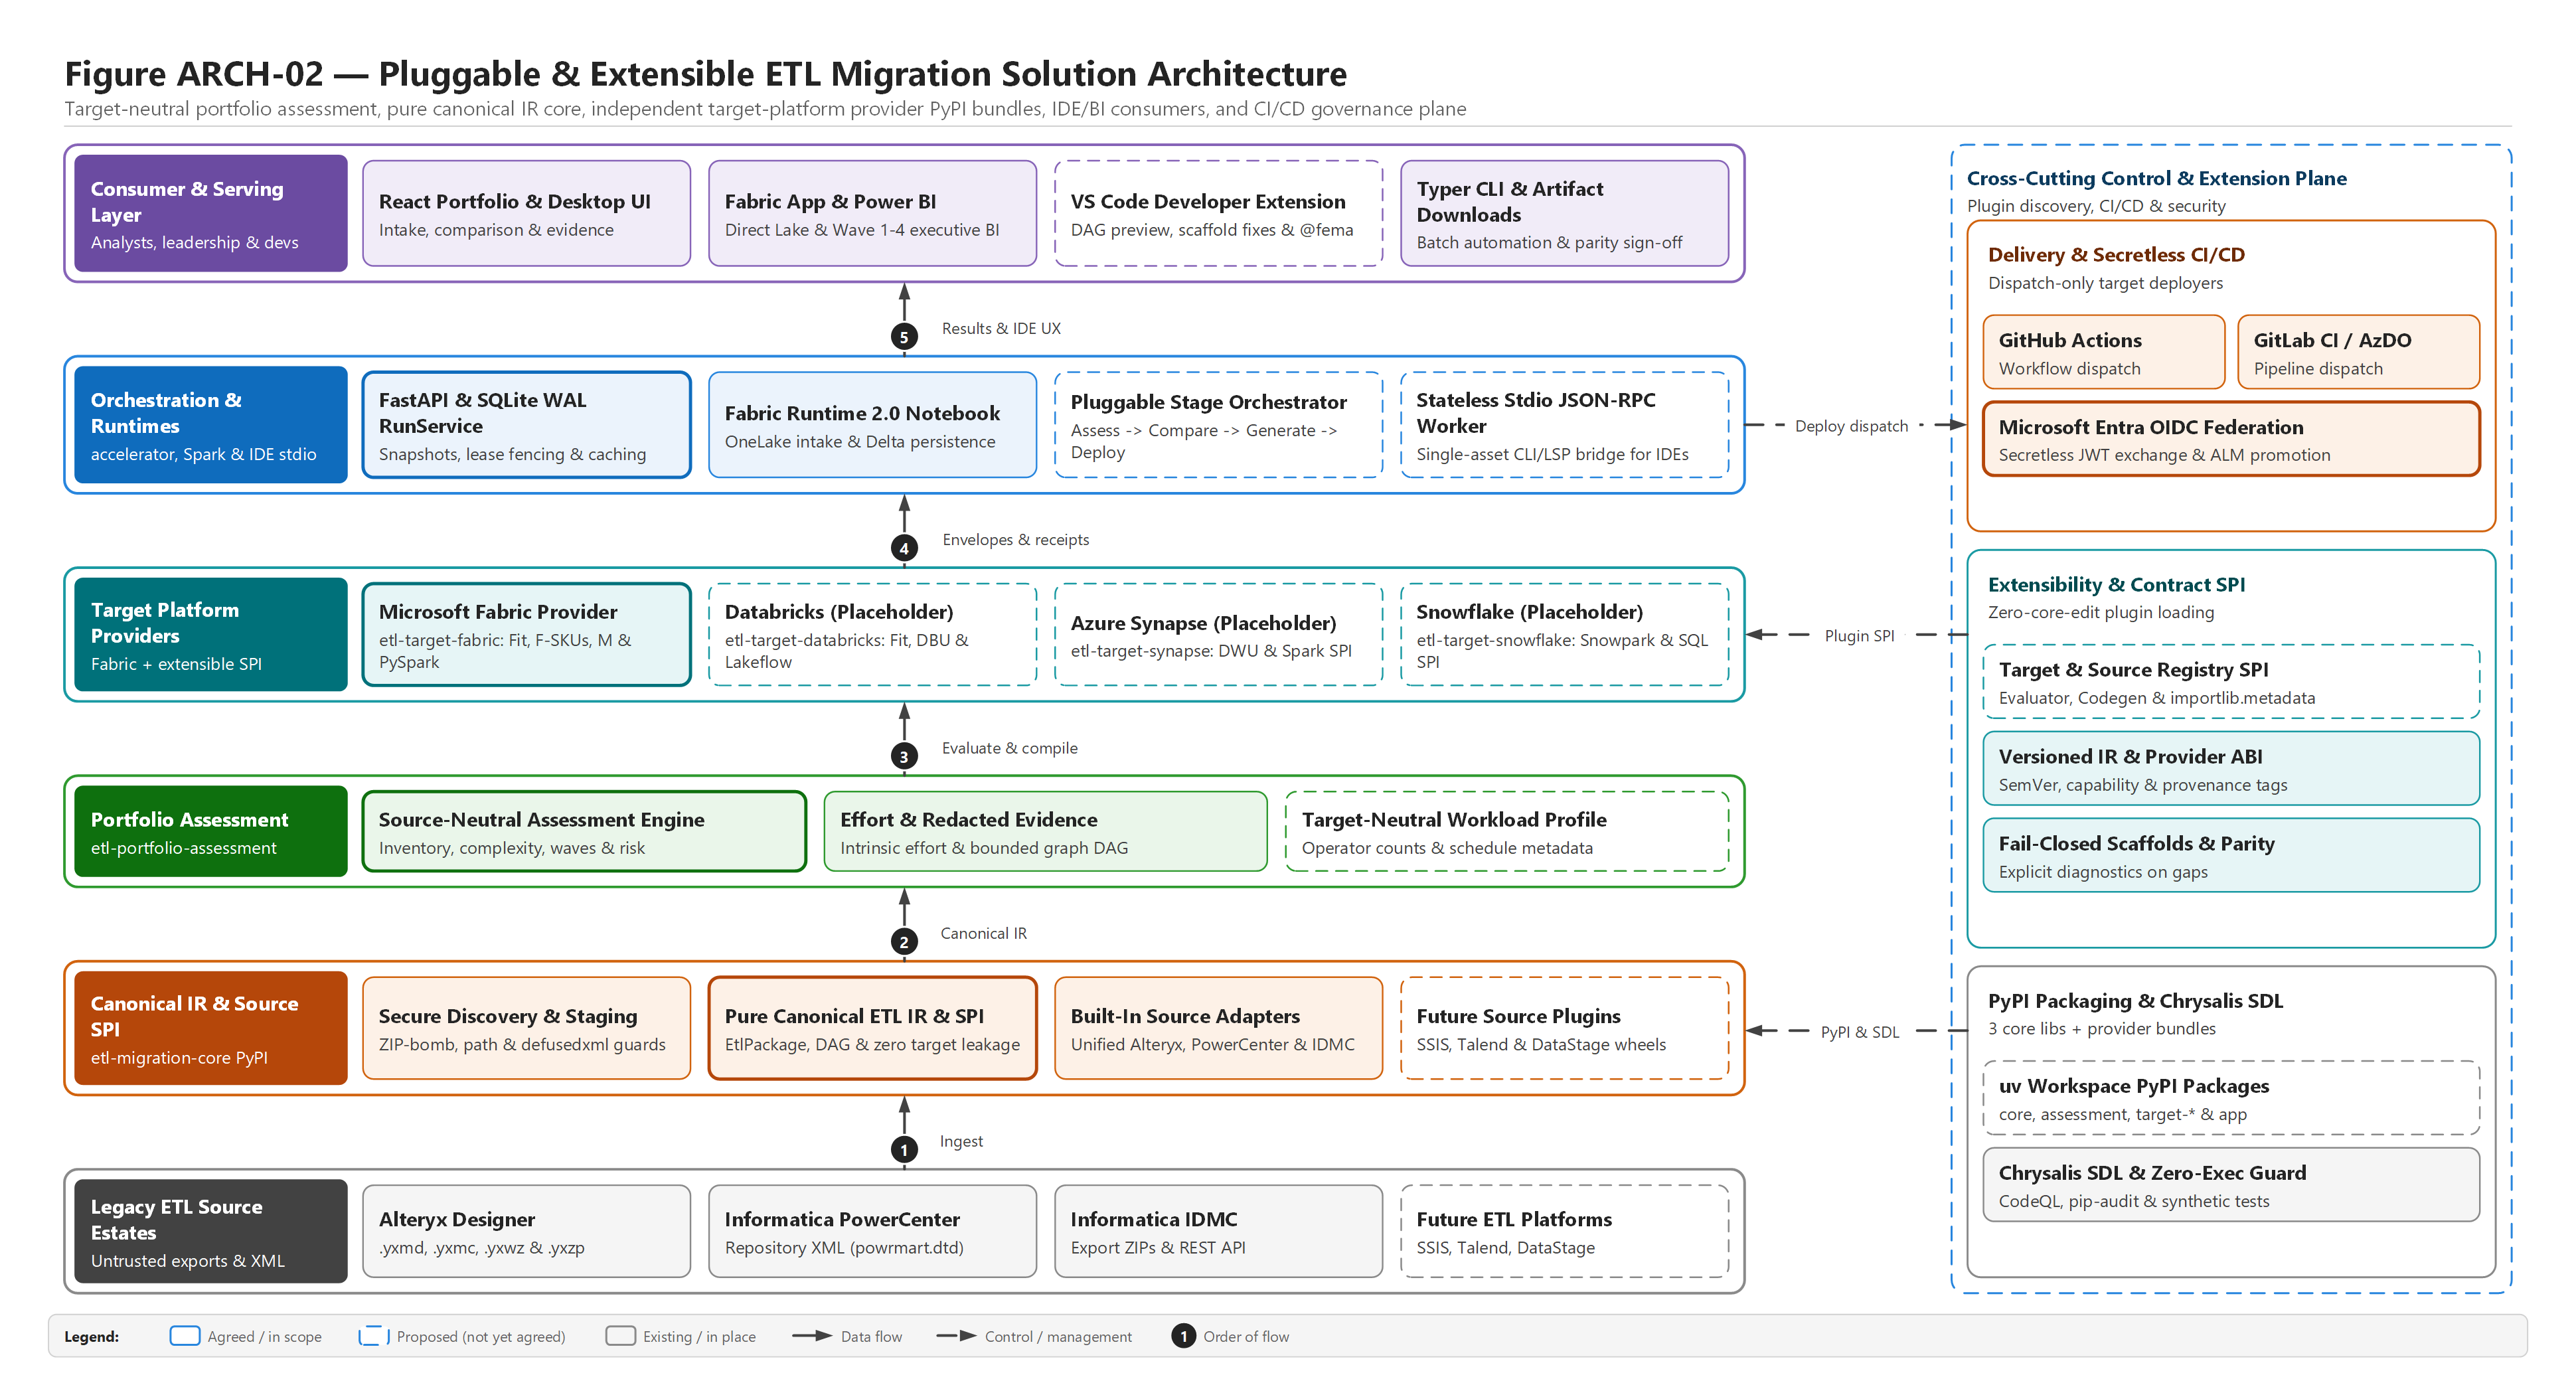 Figure ARCH-02 — Pluggable & Extensible ETL Migration Solution Architecture
Target-neutral portfolio assessment, pure canonical IR core, independent target-platform provider PyPI bundles, IDE/BI consumers, and CI/CD governance plane
Consumer & Serving
Layer
Analysts, leadership & devs
React Portfolio & Desktop UI
Intake, comparison & evidence
Fabric App & Power BI
Direct Lake & Wave 1-4 executive BI
VS Code Developer Extension
DAG preview, scaffold fixes & @fema
Typer CLI & Artifact
Downloads
Batch automation & parity sign-off
5
Results & IDE UX
Orchestration &
Runtimes
accelerator, Spark & IDE stdio
FastAPI & SQLite WAL
RunService
Snapshots, lease fencing & caching
Fabric Runtime 2.0 Notebook
OneLake intake & Delta persistence
Pluggable Stage Orchestrator
Assess -> Compare -> Generate ->
Deploy
Stateless Stdio JSON-RPC
Worker
Single-asset CLI/LSP bridge for IDEs
Deploy dispatch
4
Envelopes & receipts
Target Platform
Providers
Fabric + extensible SPI
Microsoft Fabric Provider
etl-target-fabric: Fit, F-SKUs, M &
PySpark
Databricks (Placeholder)
etl-target-databricks: Fit, DBU &
Lakeflow
Azure Synapse (Placeholder)
etl-target-synapse: DWU & Spark SPI
Snowflake (Placeholder)
etl-target-snowflake: Snowpark & SQL
SPI
Plugin SPI
3
Evaluate & compile
Portfolio Assessment
etl-portfolio-assessment
Source-Neutral Assessment Engine
Inventory, complexity, waves & risk
Effort & Redacted Evidence
Intrinsic effort & bounded graph DAG
Target-Neutral Workload Profile
Operator counts & schedule metadata
2
Canonical IR
Canonical IR & Source
SPI
etl-migration-core PyPI
Secure Discovery & Staging
ZIP-bomb, path & defusedxml guards
Pure Canonical ETL IR & SPI
EtlPackage, DAG & zero target leakage
Built-In Source Adapters
Unified Alteryx, PowerCenter & IDMC
Future Source Plugins
SSIS, Talend & DataStage wheels
PyPI & SDL
1
Ingest
Legacy ETL Source
Estates
Untrusted exports & XML
Alteryx Designer
.yxmd, .yxmc, .yxwz & .yxzp
Informatica PowerCenter
Repository XML (powrmart.dtd)
Informatica IDMC
Export ZIPs & REST API
Future ETL Platforms
SSIS, Talend, DataStage
Cross-Cutting Control & Extension Plane
Plugin discovery, CI/CD & security
Delivery & Secretless CI/CD
Dispatch-only target deployers
GitHub Actions
Workflow dispatch
GitLab CI / AzDO
Pipeline dispatch
Microsoft Entra OIDC Federation
Secretless JWT exchange & ALM promotion
Extensibility & Contract SPI
Zero-core-edit plugin loading
Target & Source Registry SPI
Evaluator, Codegen & importlib.metadata
Versioned IR & Provider ABI
SemVer, capability & provenance tags
Fail-Closed Scaffolds & Parity
Explicit diagnostics on gaps
PyPI Packaging & Chrysalis SDL
3 core libs + provider bundles
uv Workspace PyPI Packages
core, assessment, target-* & app
Chrysalis SDL & Zero-Exec Guard
CodeQL, pip-audit & synthetic tests
Legend:
Agreed / in scope
Proposed (not yet agreed)
Existing / in place
Data flow
Control / management
1
Order of flow